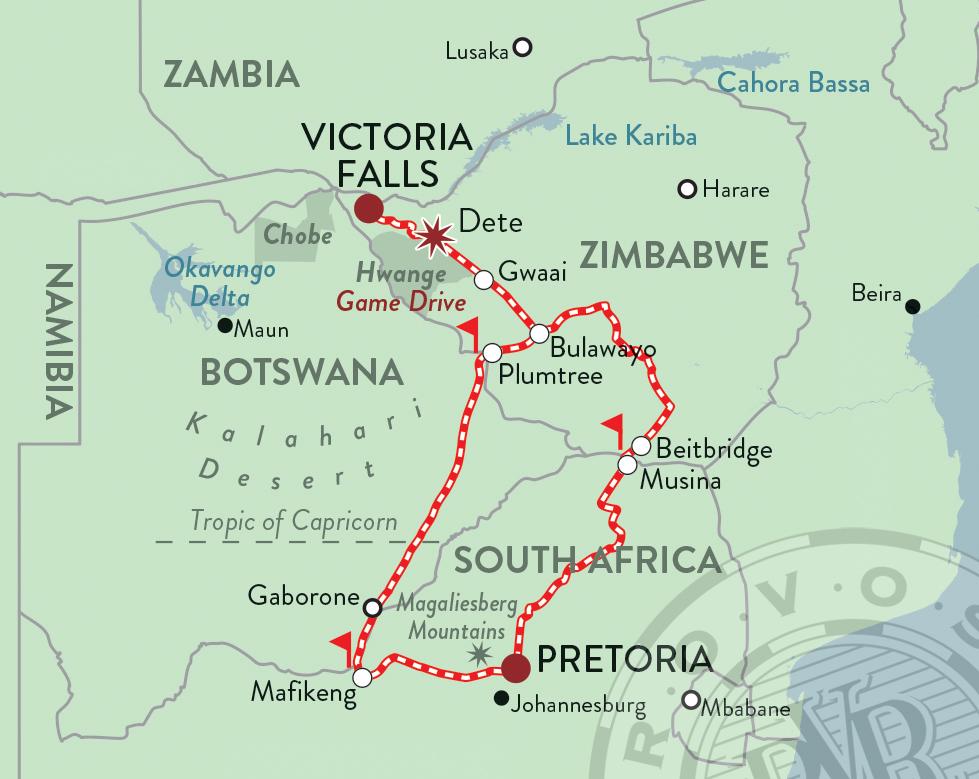 Lusaka
ZAMBIA
Cahora Bassa
VICTORIA
FALLS
Lake Kariba
Harare
Dete
Chobe
ZIMBABWE
Okavango
Delta
Hwange
Gwaai
Game Drive
Beira
NAMIBIA
Maun
Bulawayo
BOTSWANA
Plumtree
Kalahari
Desert
Beitbridge
Musina
Tropic of Capricorn
SOUTH AFRICA
Gaborone
Magaliesberg
Mountains
PRETORIA
Mafikeng
Johannesburg
Mbabane
R·O·V·O·S